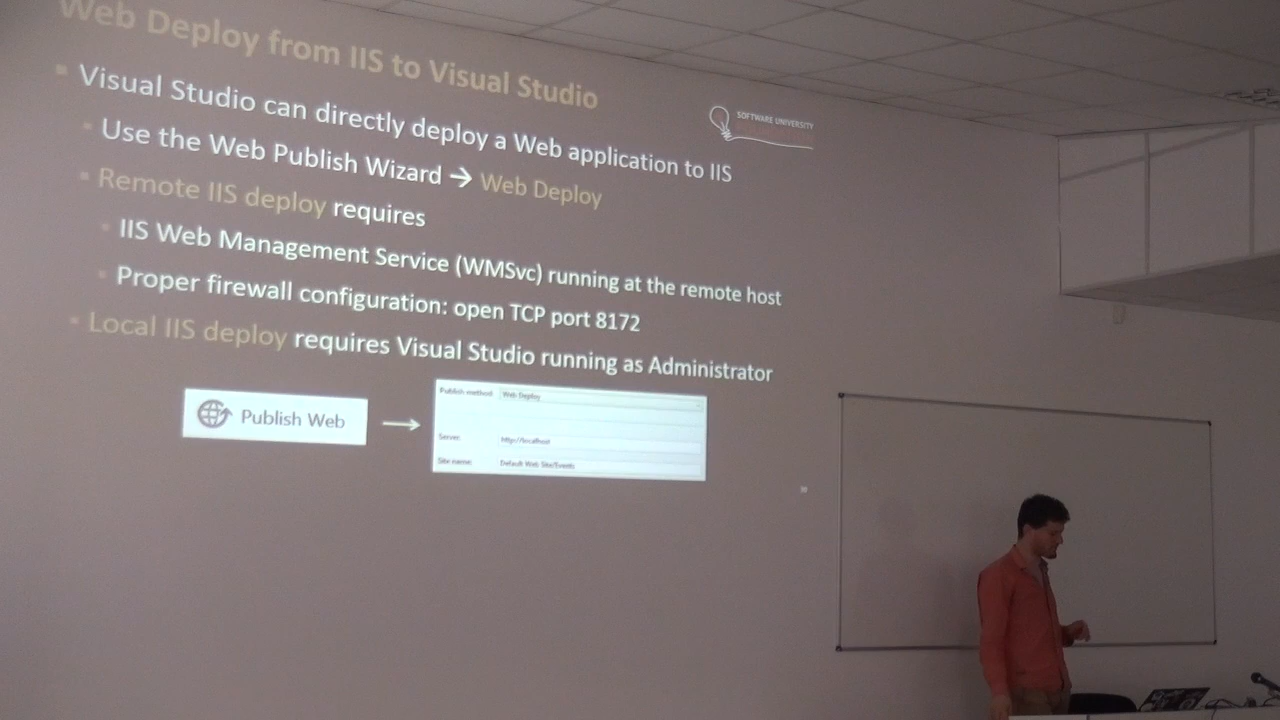 Web Deploy from IIS to Visual Studio
SOFTWARE UNIVERSITY
Visual Studio can directly deploy a Web application to IIS
Use the Web Publish Wizard → Web Deploy
Remote IIS deploy requires
IIS Web Management Service (WMSvc) running at the remote host
Proper firewall configuration: open TCP port 8172
Local IIS deploy requires Visual Studio running as Administrator
Publish Web →
Publish method: Web Deploy
Server: http://localhost
Site name: Default Web Site/Events